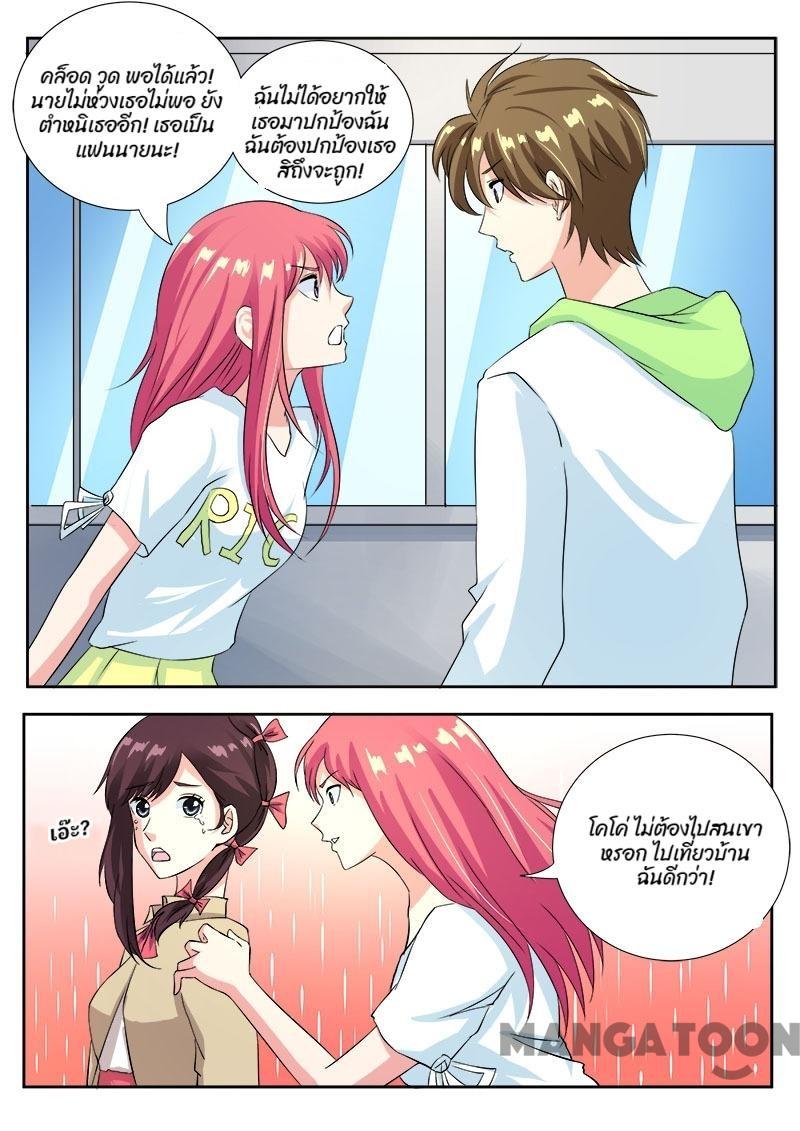 คล็อด วูด พอได้แล้ว!
นายไม่ห่วงเธอไม่พอ ยัง
ตำหนิเธออีก! เธอเป็น
แฟนนายนะ!
ฉันไม่ได้อยากให้
เธอมาปกป้องฉัน
ฉันต้องปกป้องเธอ
สิถึงจะถูก!
RIC
เอ๊ะ?
โคโค่ ไม่ต้องไปสนเขา
หรอก ไปเที่ยวบ้าน
ฉันดีกว่า!
MANGATOON